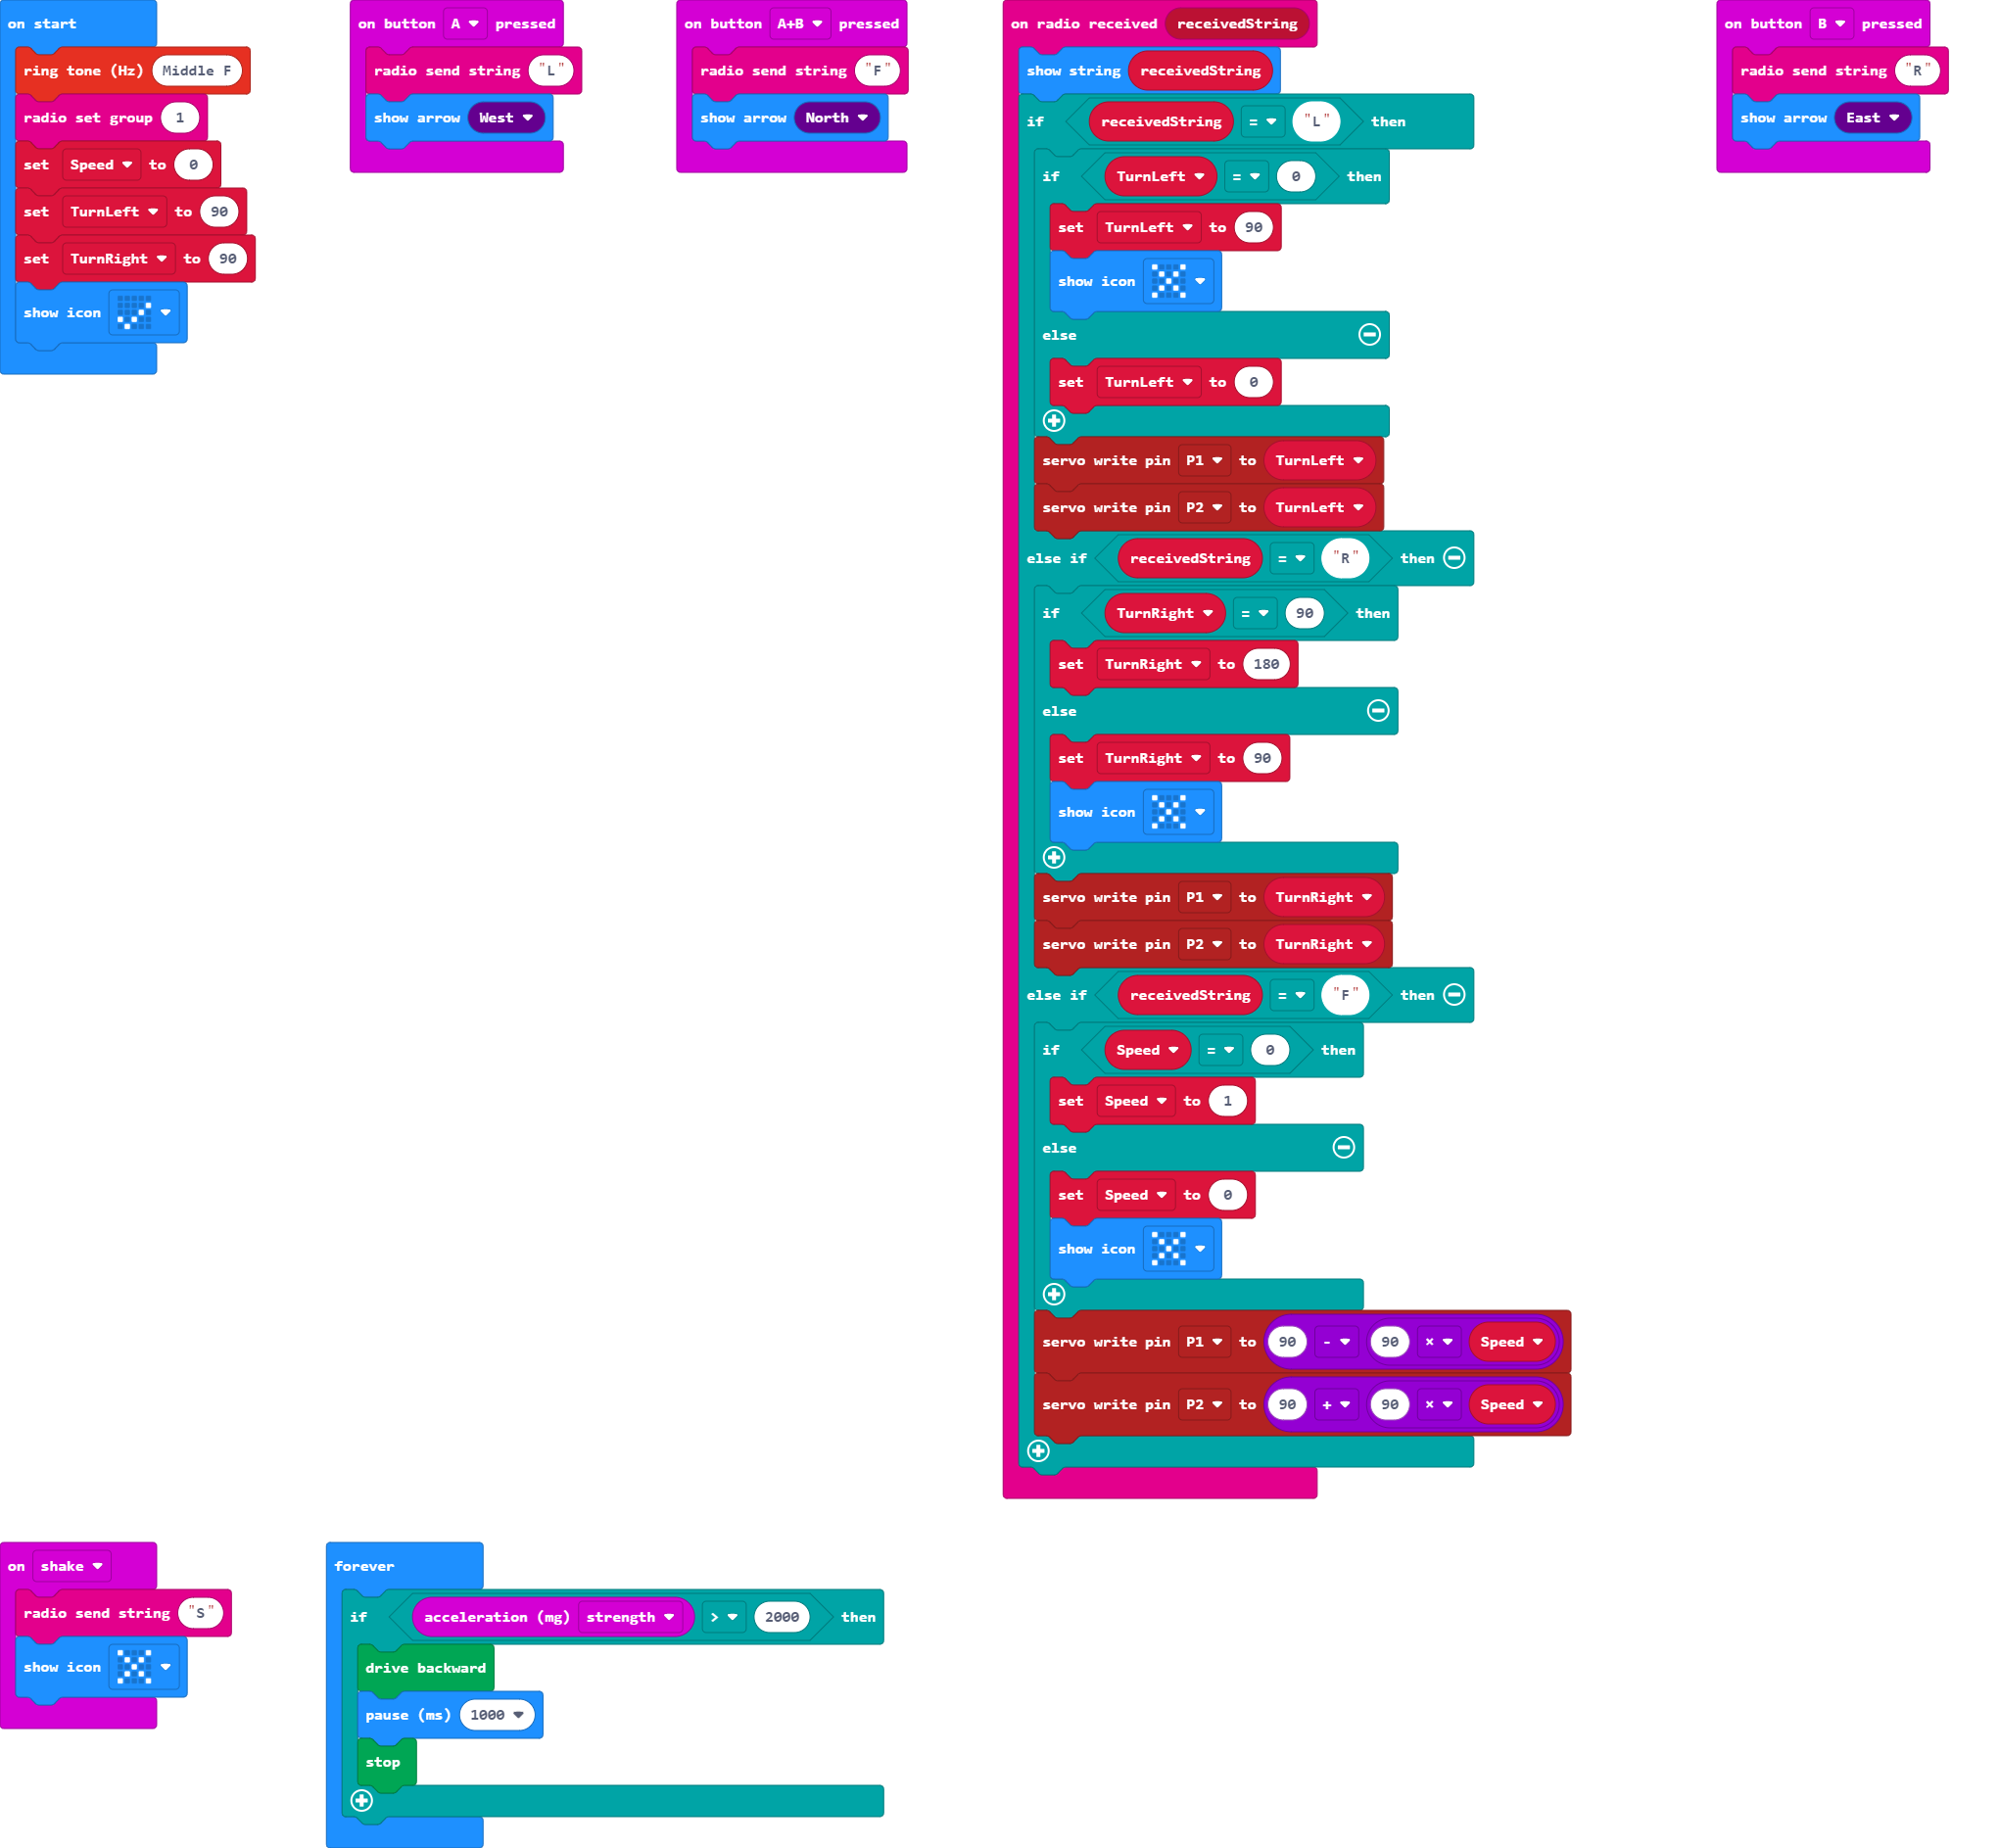 on start
ring tone (Hz) Middle F
radio set group 1
set Speed to 0
set TurnLeft to 90
set TurnRight to 90
show icon
on button A pressed
radio send string "L"
show arrow West
on button A+B pressed
radio send string "F"
show arrow North
on radio received receivedString
show string receivedString
if receivedString = "L" then
if TurnLeft = 0 then
set TurnLeft to 90
show icon
else
set TurnLeft to 0
servo write pin P1 to TurnLeft
servo write pin P2 to TurnLeft
else if receivedString = "R" then
if TurnRight = 90 then
set TurnRight to 180
else
set TurnRight to 90
show icon
servo write pin P1 to TurnRight
servo write pin P2 to TurnRight
else if receivedString = "F" then
if Speed = 0 then
set Speed to 1
else
set Speed to 0
show icon
servo write pin P1 to 90 - 90 × Speed
servo write pin P2 to 90 + 90 × Speed
on button B pressed
radio send string "R"
show arrow East
on shake
radio send string "S"
show icon
forever
if acceleration (mg) strength > 2000 then
drive backward
pause (ms) 1000
stop